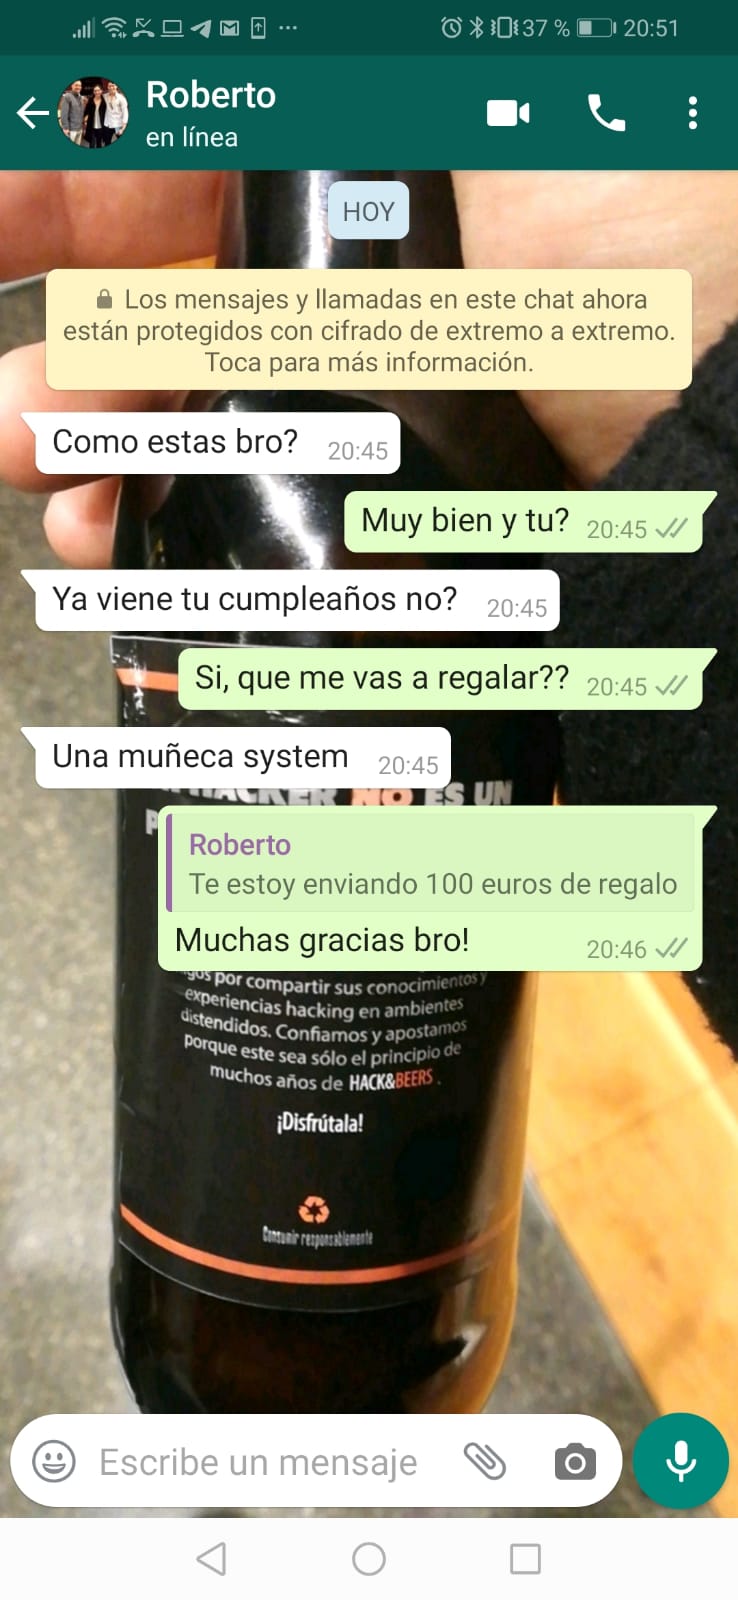 37 % 20:51
Roberto
en línea
HOY
Los mensajes y llamadas en este chat ahora
están protegidos con cifrado de extremo a extremo.
Toca para más información.
Como estas bro? 20:45
Muy bien y tu? 20:45
Ya viene tu cumpleaños no? 20:45
Si, que me vas a regalar?? 20:45
Una muñeca system 20:45
HACKER NO ES UN
P
Roberto
Te estoy enviando 100 euros de regalo
Muchas gracias bro! 20:46
por compartir sus conocimientos y
experiencias hacking en ambientes
distendidos. Confiamos y apostamos
porque este sea sólo el principio de
muchos años de HACK&BEERS.
¡Disfrútala!
Consumir responsablemente
Escribe un mensaje